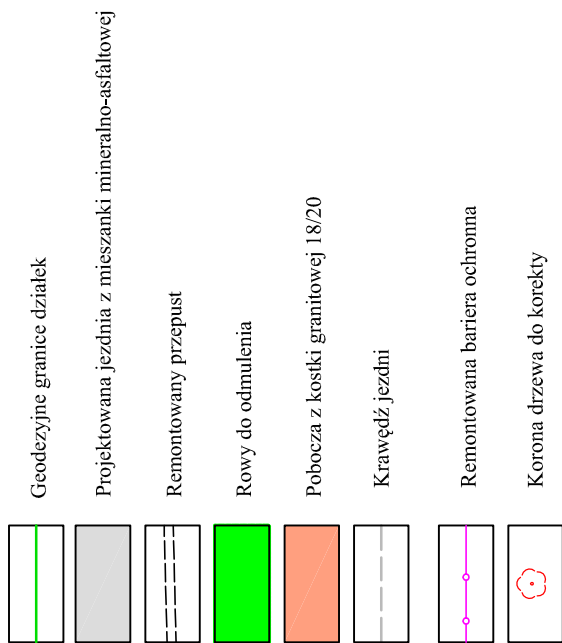 Geodezyjne granice działek
Projektowana jezdnia z mieszanki mineralno-asfaltowej
Remontowany przepust
Rowy do odmulenia
Pobocza z kostki granitowej 18/20
Krawędź jezdni
Remontowana bariera ochronna
Korona drzewa do korekty